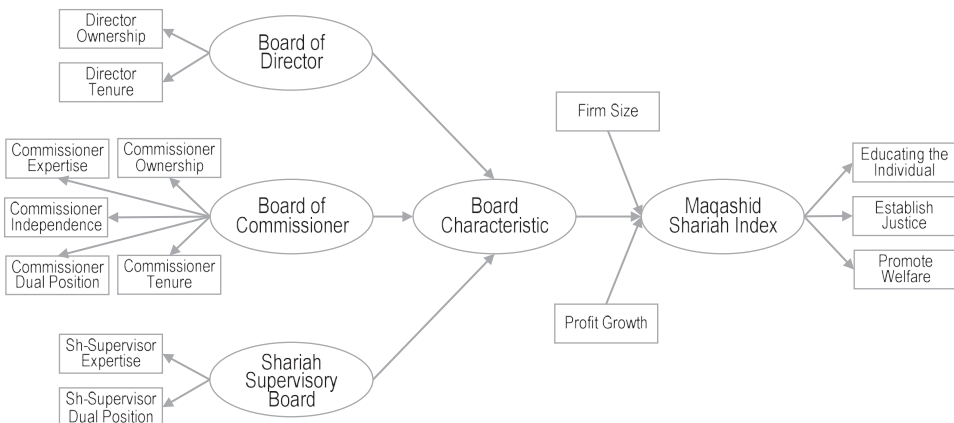 Director
Ownership
Director
Tenure
Board of
Director
Commissioner
Expertise
Commissioner
Ownership
Commissioner
Independence
Commissioner
Dual Position
Commissioner
Tenure
Board of
Commissioner
Sh-Supervisor
Expertise
Sh-Supervisor
Dual Position
Shariah
Supervisory
Board
Board
Characteristic
Firm Size
Profit Growth
Maqashid
Shariah Index
Educating the
Individual
Establish
Justice
Promote
Welfare